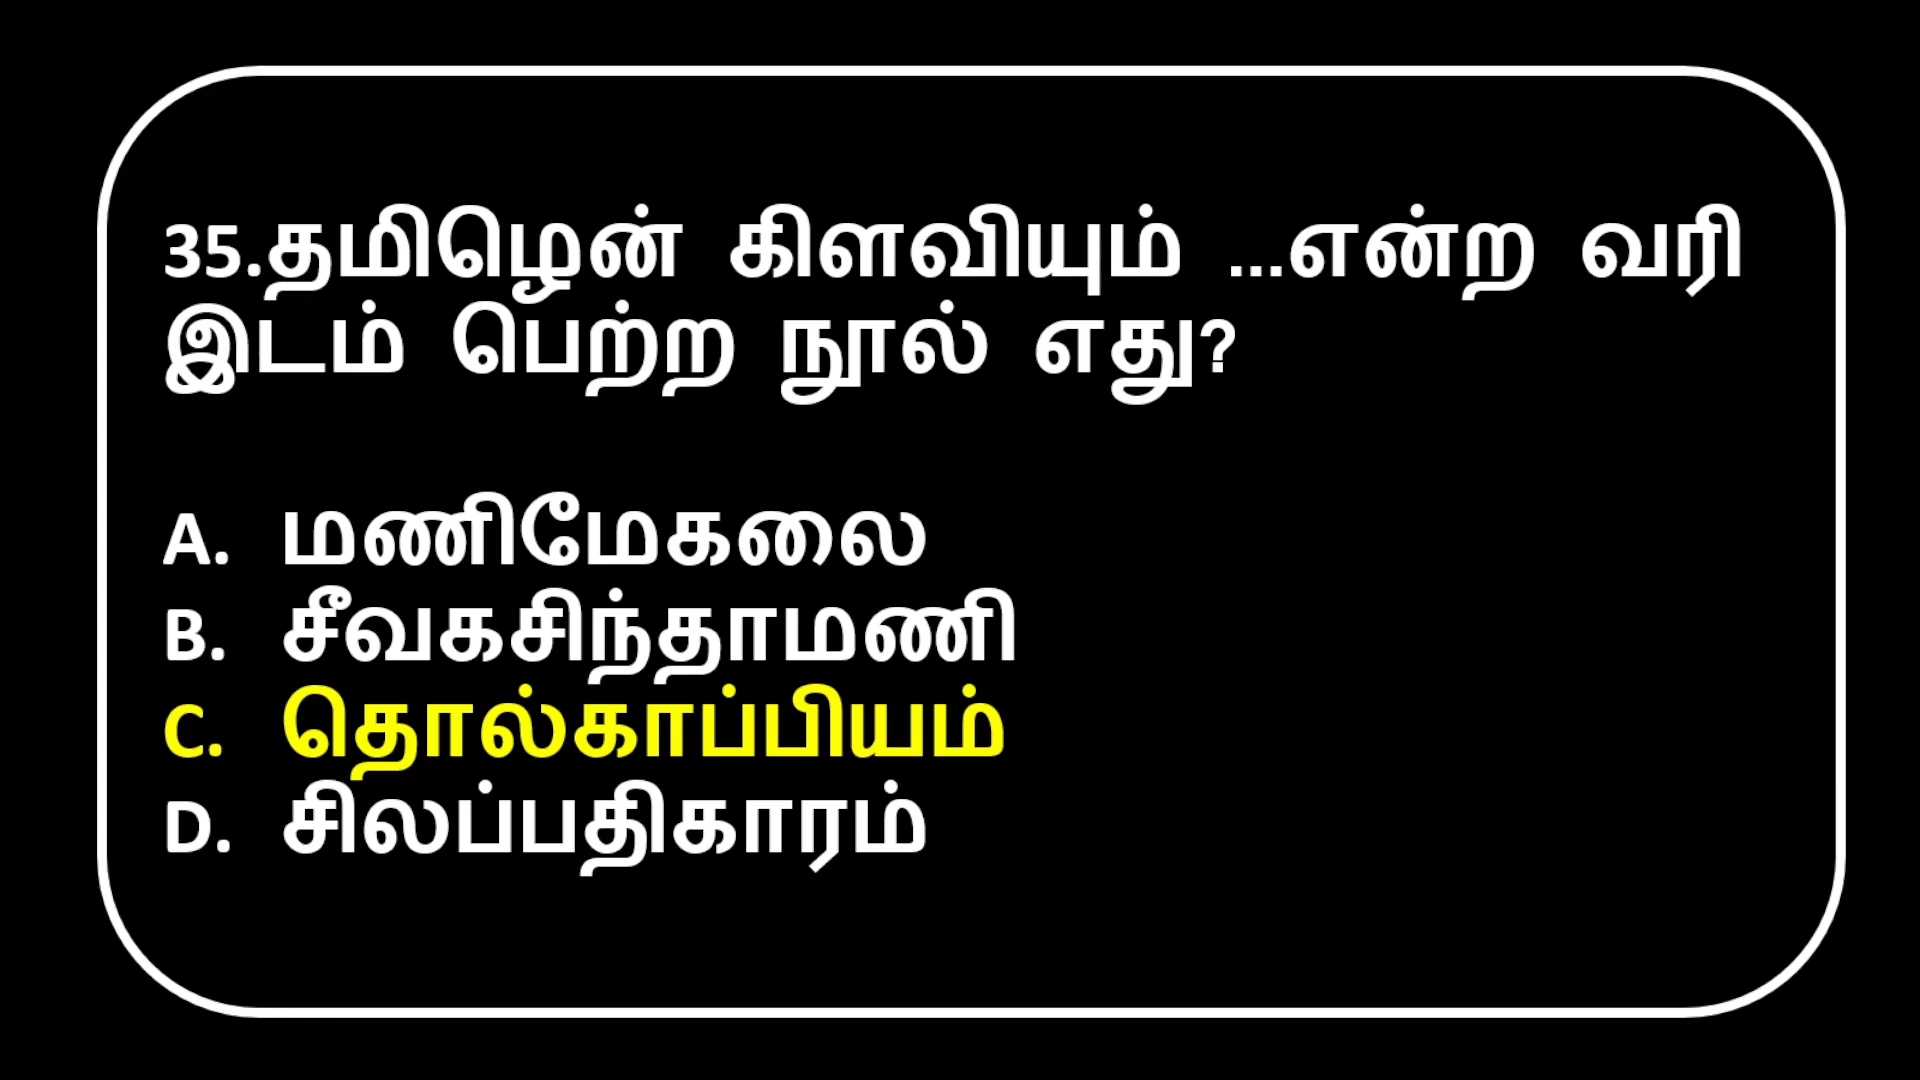 35.தமிழென் கிளவியும் ...என்ற வரி
இடம் பெற்ற நூல் எது?
A. மணிமேகலை
B. சீவகசிந்தாமணி
C. தொல்காப்பியம்
D. சிலப்பதிகாரம்